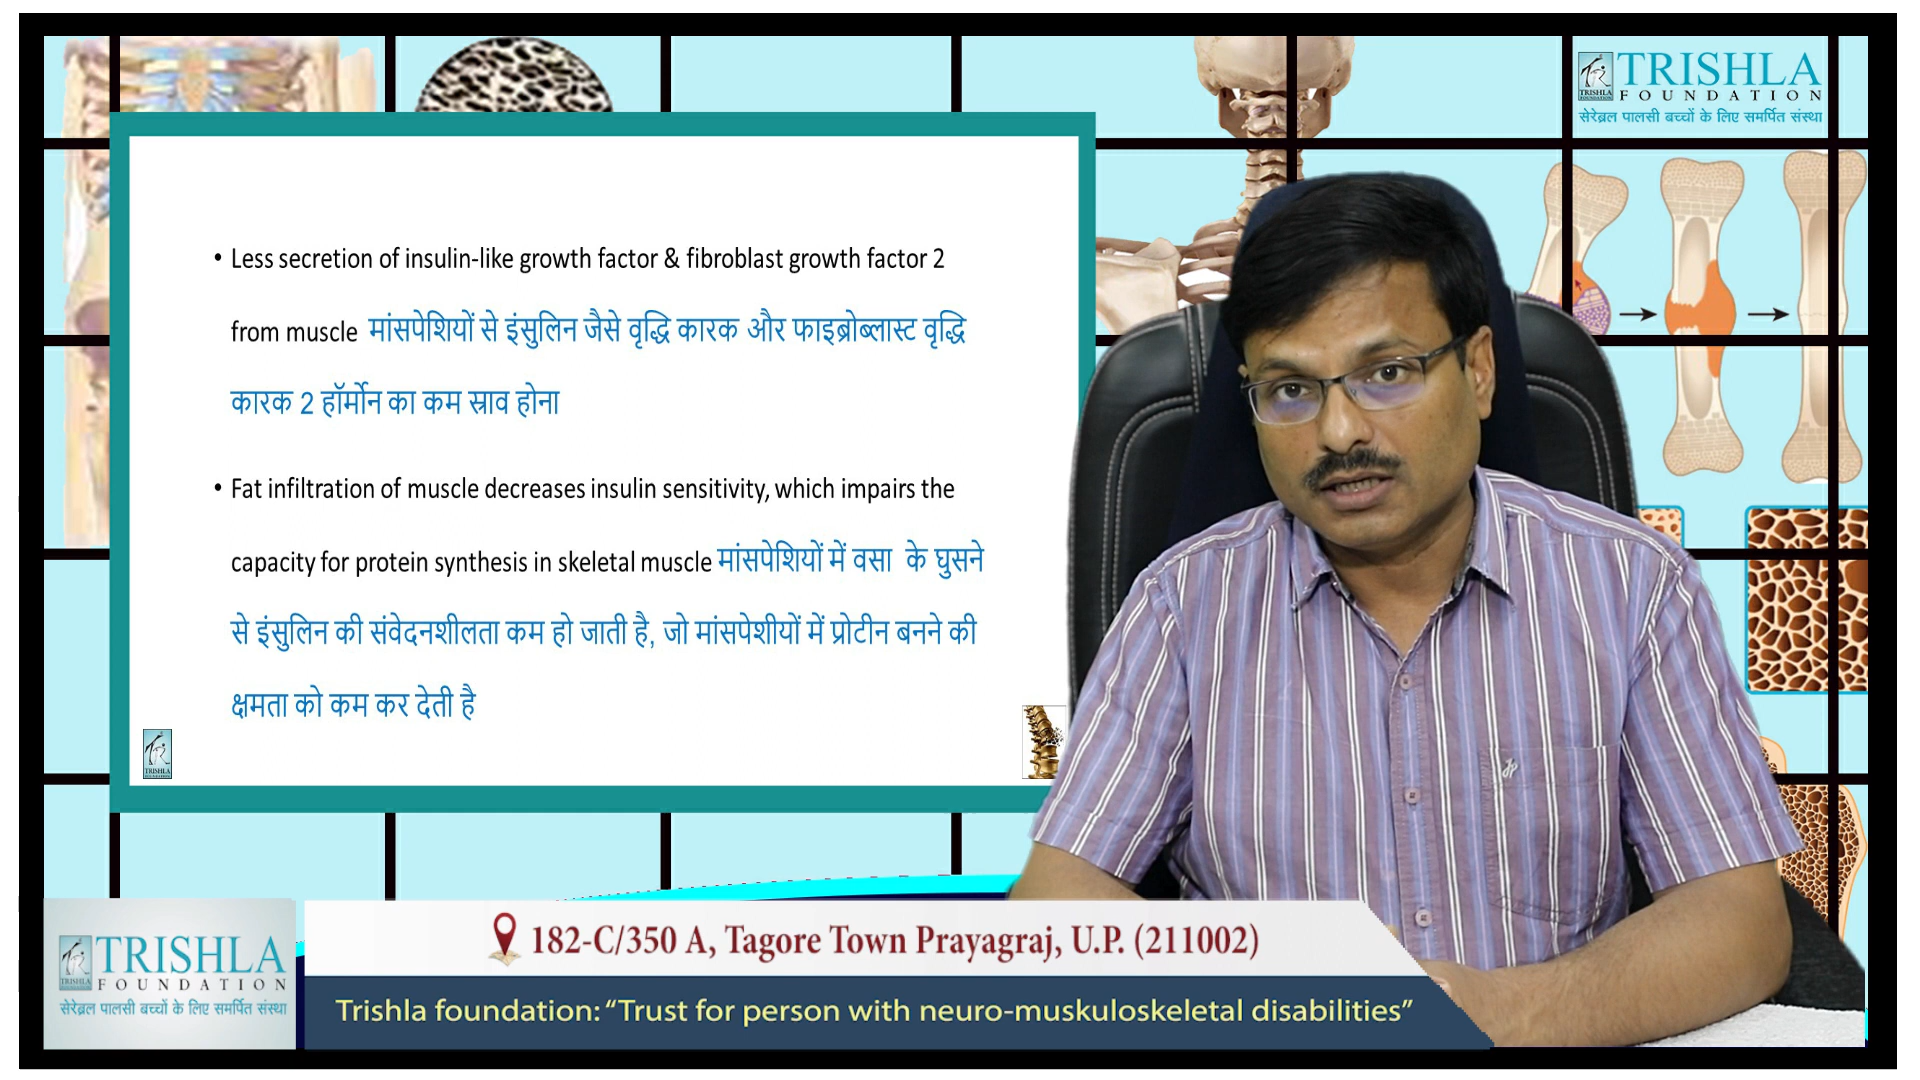 TRISHLA
FOUNDATION
सेरेब्रल पालसी बच्चों के लिए समर्पित संस्था
• Less secretion of insulin-like growth factor & fibroblast growth factor 2
from muscle मांसपेशियों से इंसुलिन जैसे वृद्धि कारक और फाइब्रोब्लास्ट वृद्धि
कारक 2 हॉर्मोन का कम स्राव होना
• Fat infiltration of muscle decreases insulin sensitivity, which impairs the
capacity for protein synthesis in skeletal muscle मांसपेशियों में वसा के घुसने
से इंसुलिन की संवेदनशीलता कम हो जाती है, जो मांसपेशीयों में प्रोटीन बनने की
क्षमता को कम कर देती है
TRISHLA
182-C/350 A, Tagore Town Prayagraj, U.P. (211002)
TRISHLA
FOUNDATION
सेरेब्रल पालसी बच्चों के लिए समर्पित संस्था
Trishla foundation: “Trust for person with neuro-muskuloskeletal disabilities”